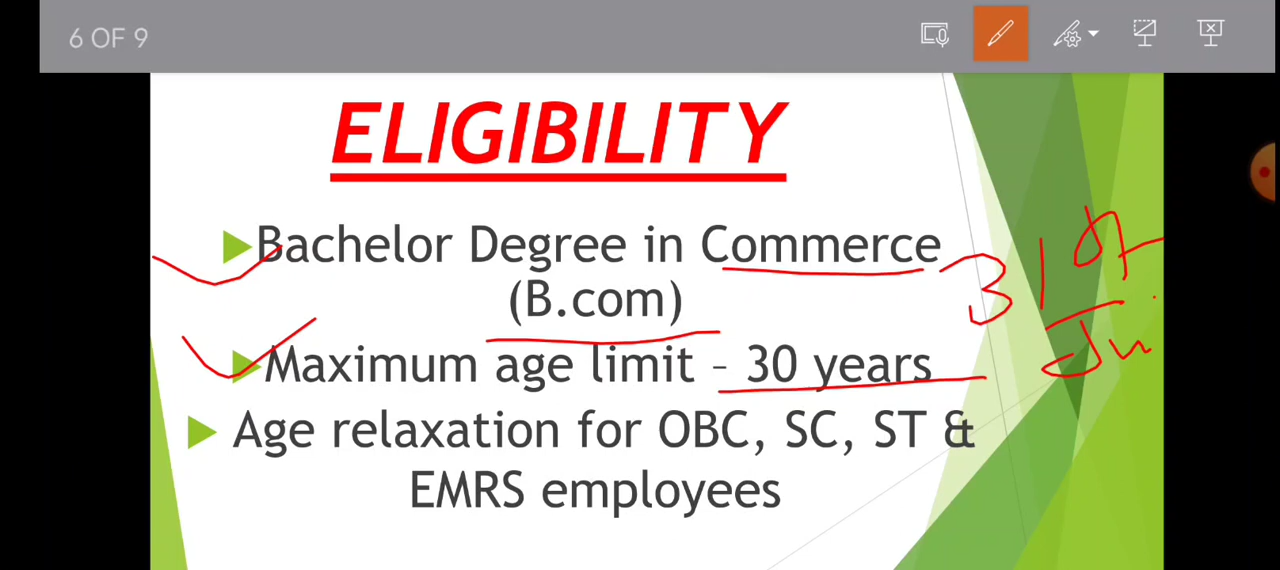 6 OF 9
ELIGIBILITY
Bachelor Degree in Commerce
(B.com)
31
Maximum age limit – 30 years
Age relaxation for OBC, SC, ST &
EMRS employees